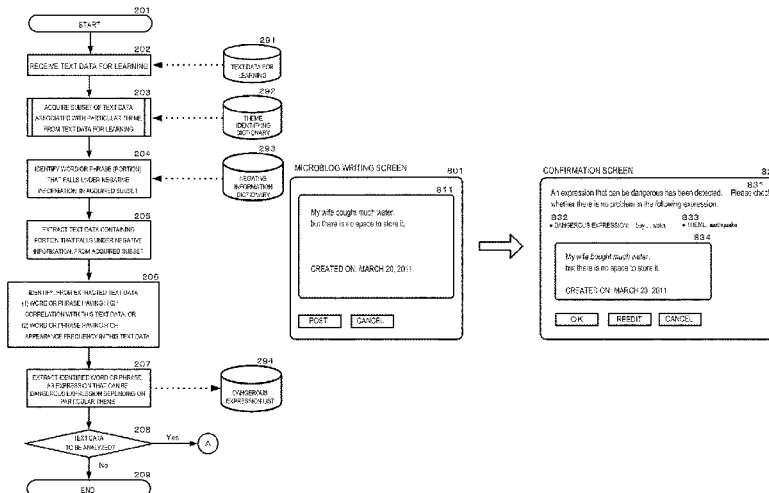 201
START
202
RECEIVE TEXT DATA FOR LEARNING
291
TEXT DATA FOR
LEARNING
203
ACQUIRE SUBSET OF TEXT DATA
ASSOCIATED WITH PARTICULAR THEME
FROM TEXT DATA FOR LEARNING
292
THEME
IDENTIFYING
DICTIONARY
204
IDENTIFY WORD OR PHRASE (PORTION)
THAT FALLS UNDER NEGATIVE
INFORMATION IN ACQUIRED SUBSET
293
NEGATIVE
INFORMATION
DICTIONARY
205
EXTRACT TEXT DATA CONTAINING
PORTION THAT FALLS UNDER NEGATIVE
INFORMATION, FROM ACQUIRED SUBSET
206
IDENTIFY, FROM EXTRACTED TEXT DATA
(1) WORD OR PHRASE HAVING HIGH
CORRELATION WITH THIS TEXT DATA, OR
(2) WORD OR PHRASE HAVING HIGH
APPEARANCE FREQUENCY IN THIS TEXT DATA
207
EXTRACT IDENTIFIED WORD OR PHRASE,
AS EXPRESSION THAT CAN BE
DANGEROUS EXPRESSION DEPENDING ON
PARTICULAR THEME
294
DANGEROUS
EXPRESSION LIST
208
TEXT DATA
TO BE ANALYZED?
Yes
A
No
209
END
MICROBLOG WRITING SCREEN
801
811
My wife bought much water.
but there is no space to store it.
CREATED ON: MARCH 20, 2011
POST
CANCEL
CONFIRMATION SCREEN
831
An expression that can be dangerous has been detected. Please check
whether there is no problem in the following expression.
832
833
• DANGEROUS EXPRESSION: buy ... water
• THEME: earthquake
834
My wife bought much water.
but there is no space to store it.
CREATED ON: MARCH 20, 2011
OK
REEDIT
CANCEL